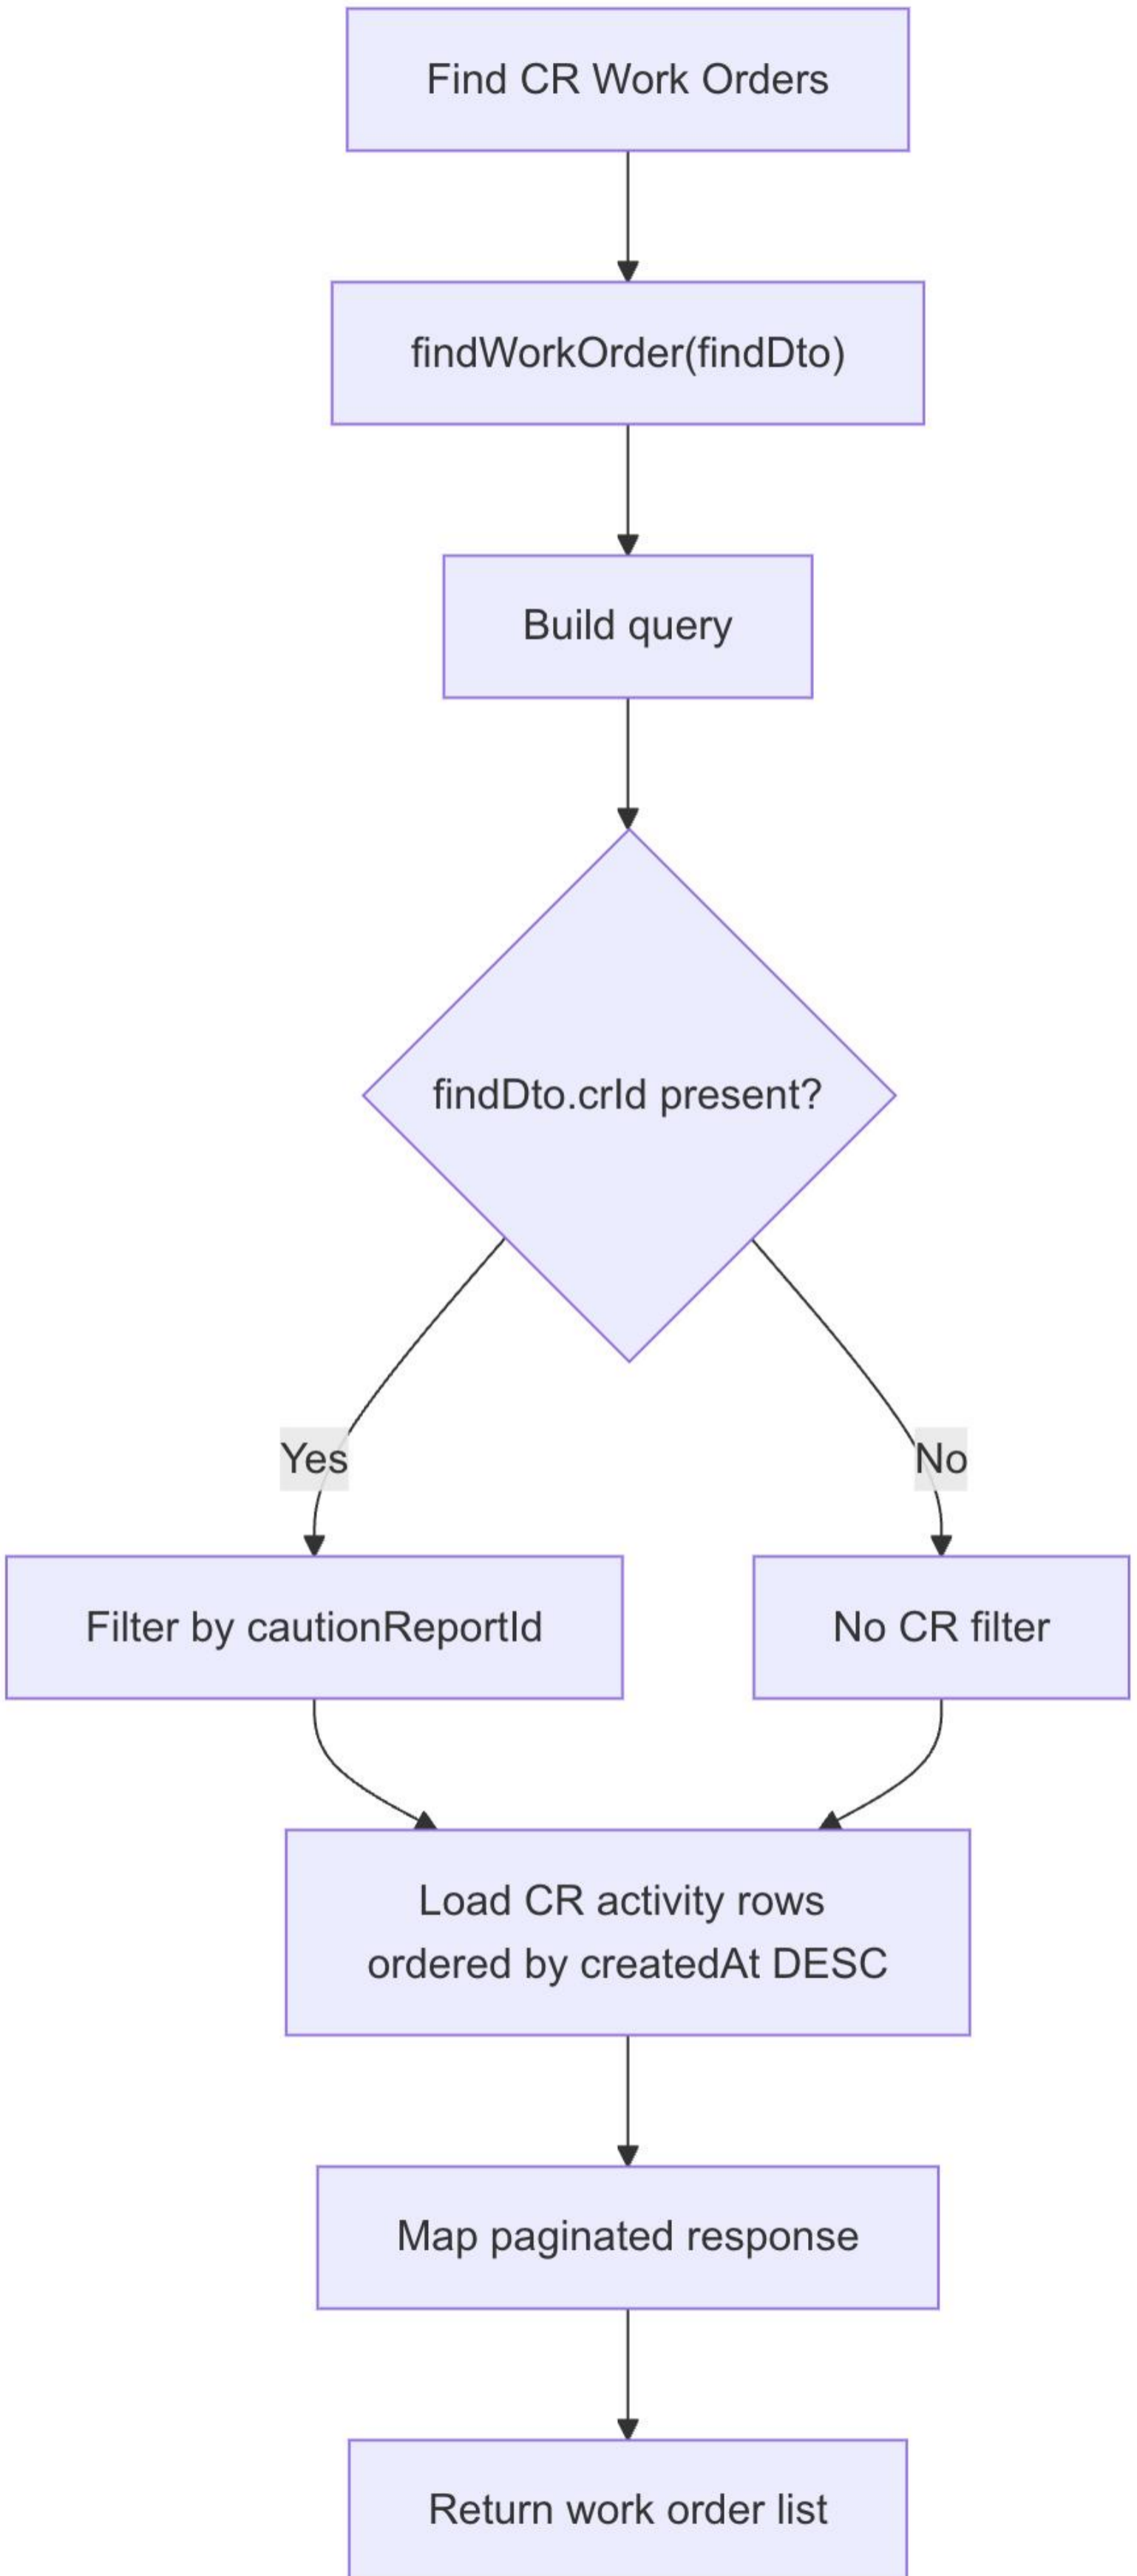 Find CR Work Orders
findWorkOrder(findDto)
Build query
findDto.crId present?
Yes
No
Filter by cautionReportId
No CR filter
Load CR activity rows
ordered by createdAt DESC
Map paginated response
Return work order list